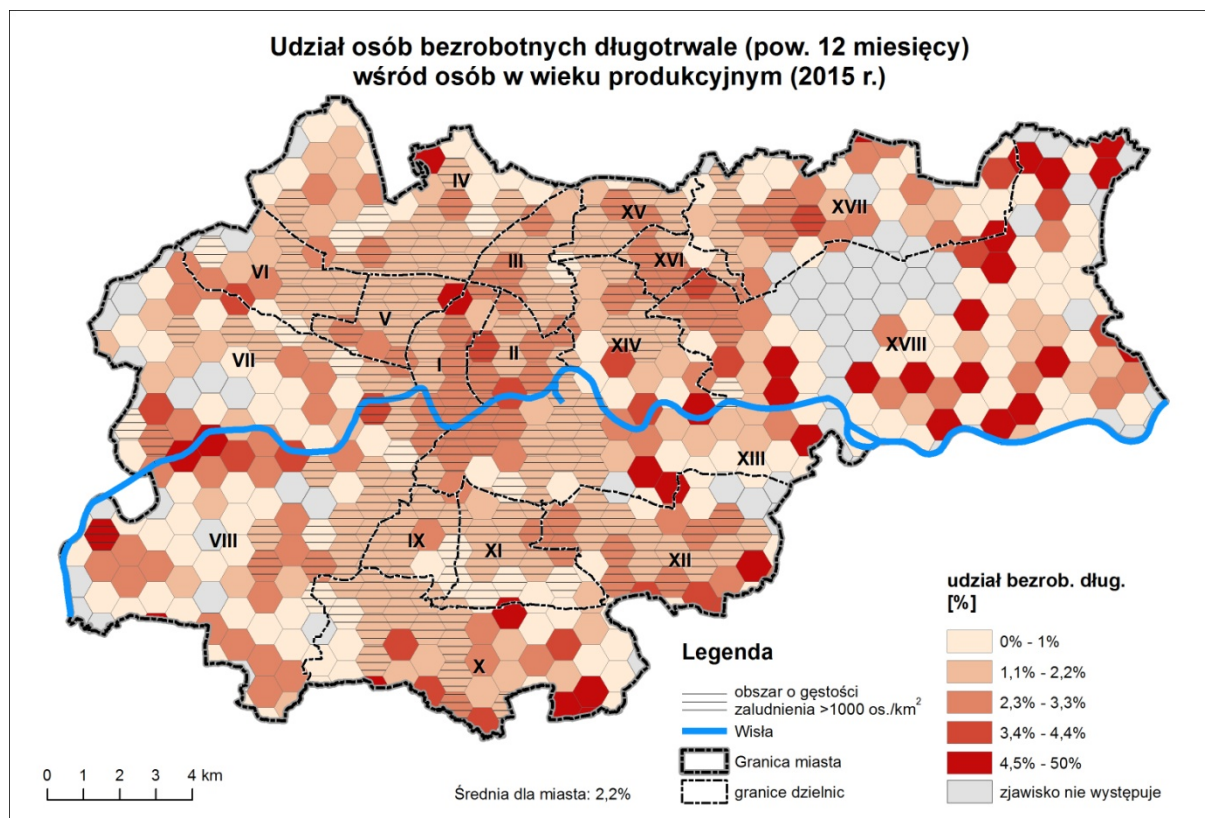 Udział osób bezrobotnych długotrwale (pow. 12 miesięcy)
wśród osób w wieku produkcyjnym (2015 r.)
IV
XV
XVII
III
VI
XVI
V
XVIII
VII
I
II
XIV
XIII
VIII
IX
XI
XII
X
Legenda
obszar o gęstości
zaludnienia >1000 os./km²
Wisła
Granica miasta
granice dzielnic
udział bezrob. dług.
[%]
0% - 1%
1,1% - 2,2%
2,3% - 3,3%
3,4% - 4,4%
4,5% - 50%
zjawisko nie występuje
0 1 2 4 km
Średnia dla miasta: 2,2%